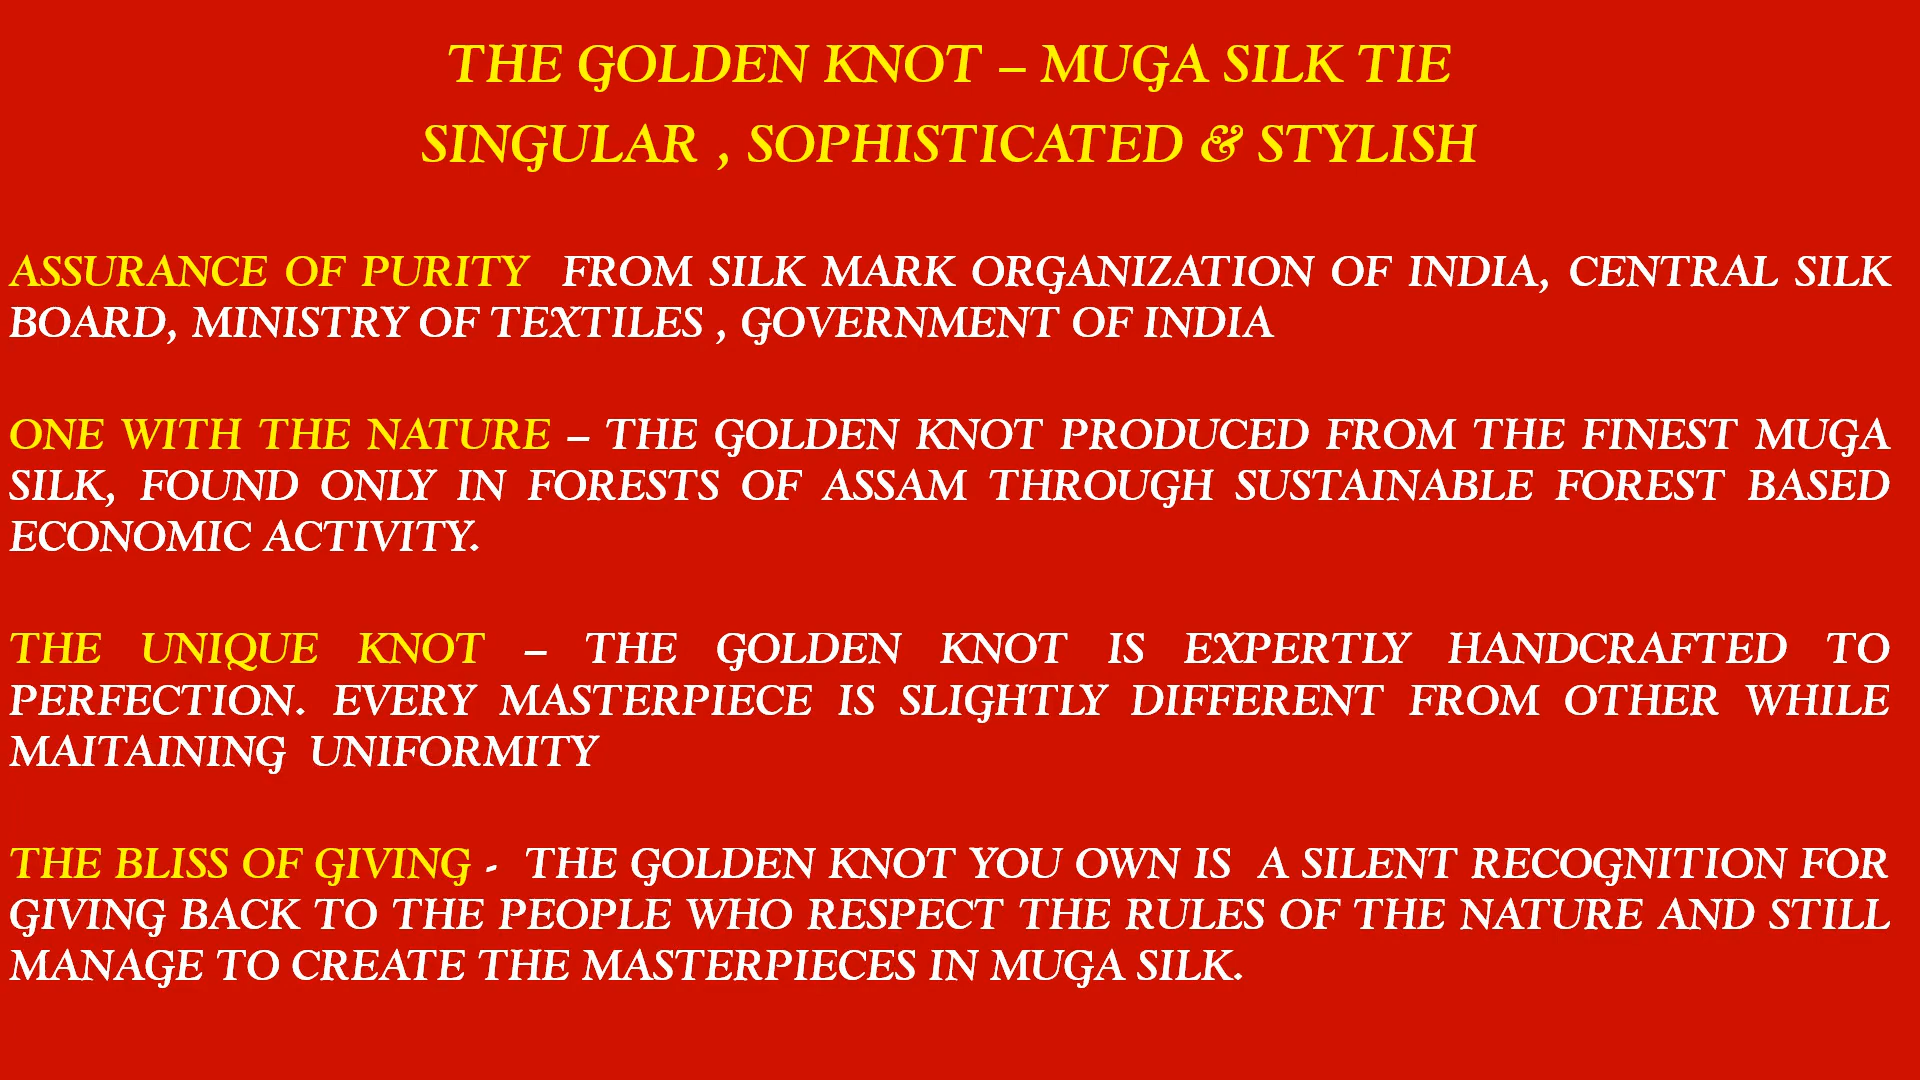 THE GOLDEN KNOT – MUGA SILK TIE
SINGULAR , SOPHISTICATED & STYLISH
ASSURANCE OF PURITY FROM SILK MARK ORGANIZATION OF INDIA, CENTRAL SILK
BOARD, MINISTRY OF TEXTILES , GOVERNMENT OF INDIA
ONE WITH THE NATURE – THE GOLDEN KNOT PRODUCED FROM THE FINEST MUGA
SILK, FOUND ONLY IN FORESTS OF ASSAM THROUGH SUSTAINABLE FOREST BASED
ECONOMIC ACTIVITY.
THE UNIQUE KNOT – THE GOLDEN KNOT IS EXPERTLY HANDCRAFTED TO
PERFECTION. EVERY MASTERPIECE IS SLIGHTLY DIFFERENT FROM OTHER WHILE
MAITAINING UNIFORMITY
THE BLISS OF GIVING - THE GOLDEN KNOT YOU OWN IS A SILENT RECOGNITION FOR
GIVING BACK TO THE PEOPLE WHO RESPECT THE RULES OF THE NATURE AND STILL
MANAGE TO CREATE THE MASTERPIECES IN MUGA SILK.